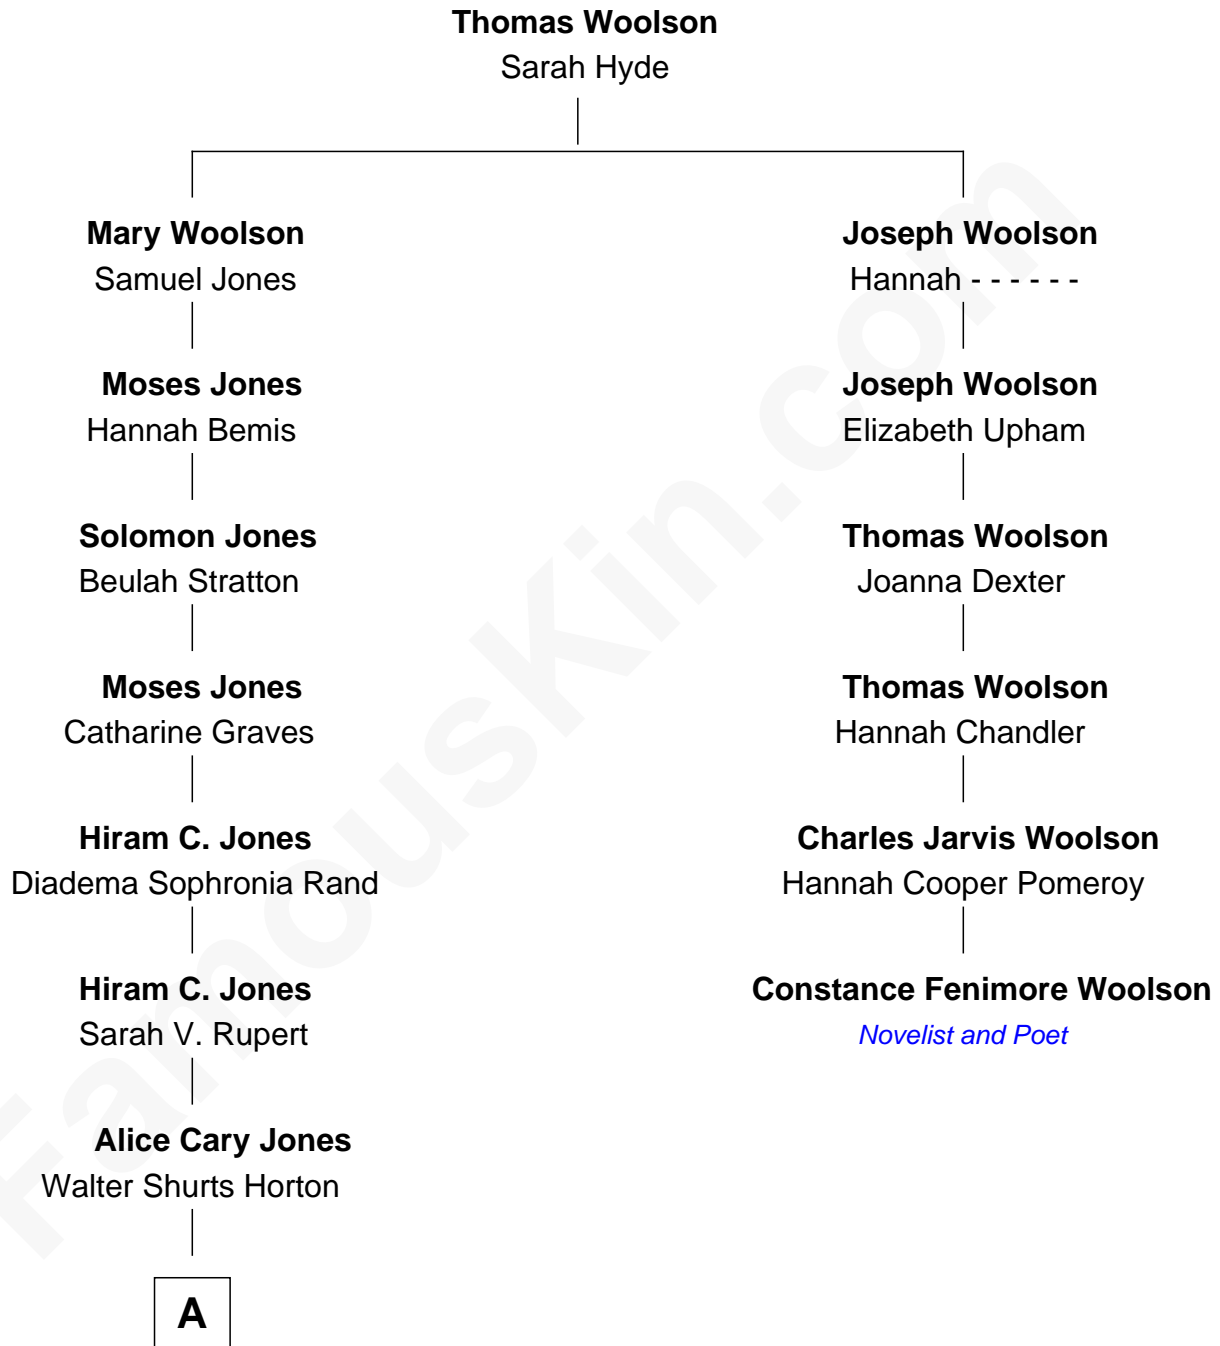 Thomas Woolson
Sarah Hyde
Mary Woolson
Samuel Jones
Joseph Woolson
Hannah - - - - - -
Moses Jones
Hannah Bemis
Joseph Woolson
Elizabeth Upham
Solomon Jones
Beulah Stratton
Thomas Woolson
Joanna Dexter
Moses Jones
Catharine Graves
Thomas Woolson
Hannah Chandler
Hiram C. Jones
Diadema Sophronia Rand
Charles Jarvis Woolson
Hannah Cooper Pomeroy
Hiram C. Jones
Sarah V. Rupert
Constance Fenimore Woolson
Novelist and Poet
Alice Cary Jones
Walter Shurts Horton
A
FamousKin.com